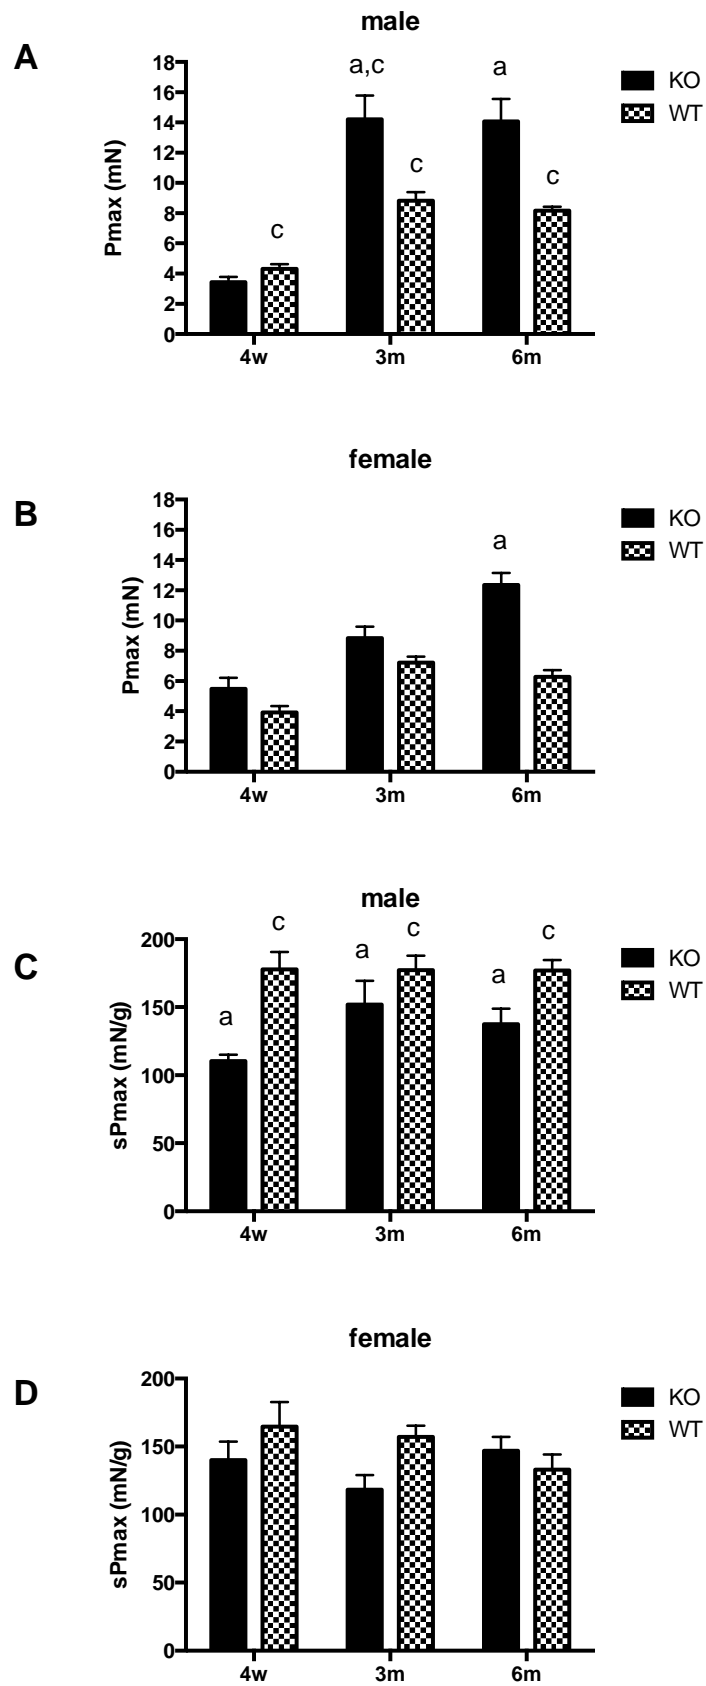 male
A
18
16
14
12
10
8
6
4
2
0
Pmax (mN)
a,c
a
c
c
c
4w
3m
6m
KO
WT
female
B
18
16
14
12
10
8
6
4
2
0
Pmax (mN)
a
4w
3m
6m
KO
WT
male
C
200
150
100
50
0
sPmax (mN/g)
c
c
c
a
a
a
4w
3m
6m
KO
WT
female
D
200
150
100
50
0
sPmax (mN/g)
4w
3m
6m
KO
WT